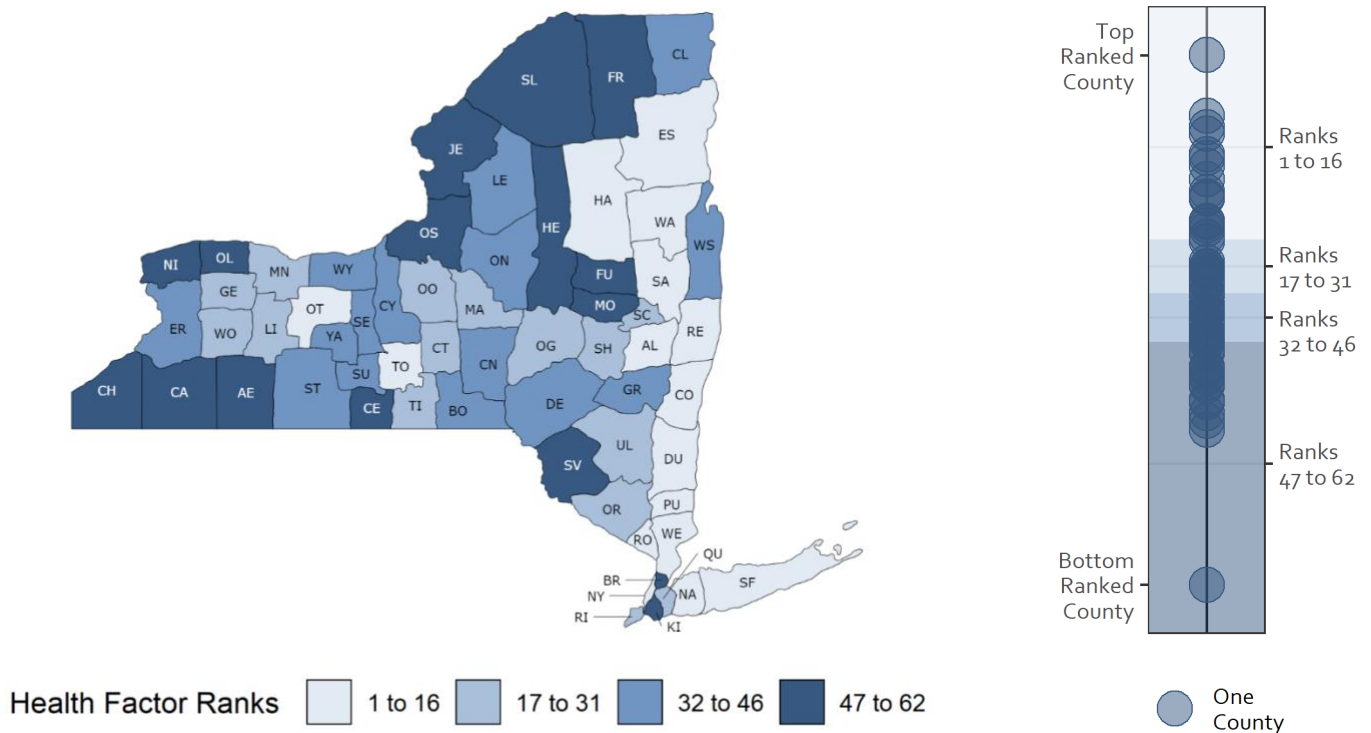 SL
FR
CL
ES
JE
LE
HA
HE
WA
OS
WS
ON
NI
OL
MN
WY
FU
SA
GE
OO
CY
MA
MO
OT
SC
ER
WO
LI
SE
YA
RE
CT
OG
SH
AL
TO
CN
SU
CH
CA
AE
ST
CE
TI
BO
DE
GR
CO
UL
DU
SV
OR
PU
RO
WE
QU
BR
NY
NA
SF
RI
KI
Health Factor Ranks
1 to 16
17 to 31
32 to 46
47 to 62
Top
Ranked
County
Ranks
1 to 16
Ranks
17 to 31
Ranks
32 to 46
Ranks
47 to 62
Bottom
Ranked
County
One
County